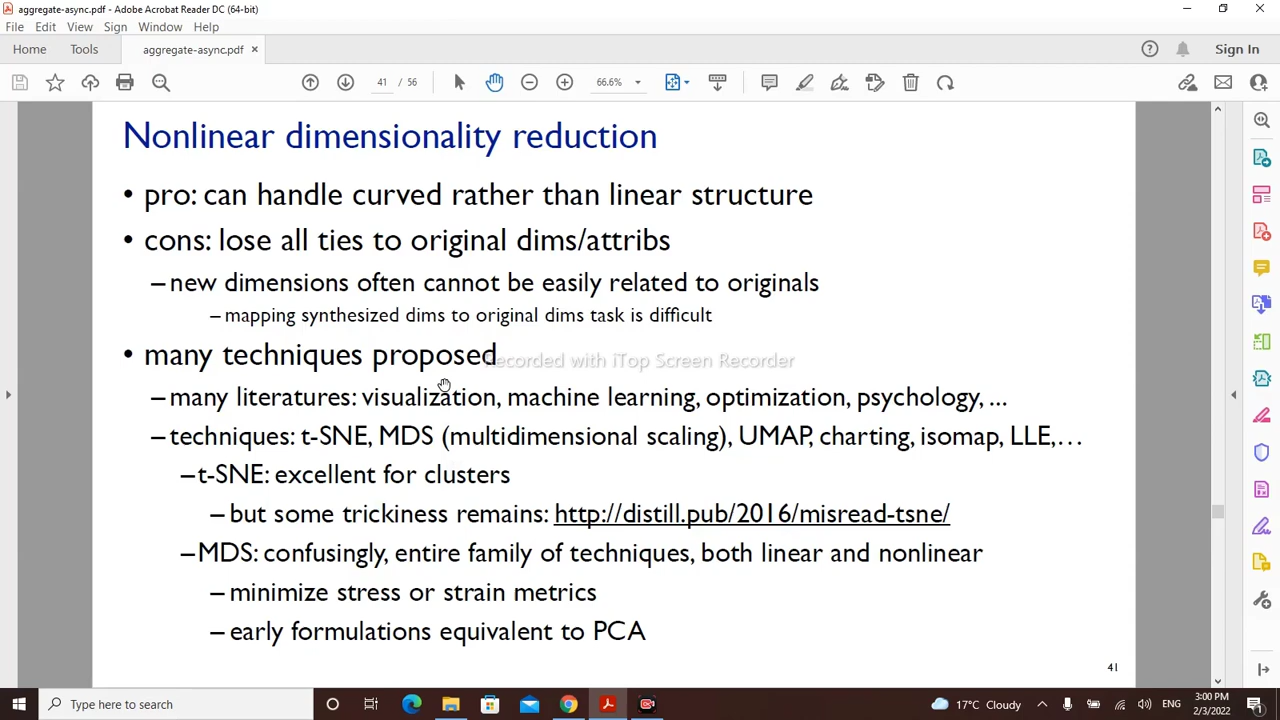 aggregate-async.pdf - Adobe Acrobat Reader DC (64-bit)
File Edit View Sign Window Help
Home Tools aggregate-async.pdf × Sign In
41 / 56 66.6%
Nonlinear dimensionality reduction
• pro: can handle curved rather than linear structure
• cons: lose all ties to original dims/attribs
– new dimensions often cannot be easily related to originals
– mapping synthesized dims to original dims task is difficult
• many techniques proposed
Recorded with iTop Screen Recorder
– many literatures: visualization, machine learning, optimization, psychology, ...
– techniques: t-SNE, MDS (multidimensional scaling), UMAP, charting, isomap, LLE,…
– t-SNE: excellent for clusters
– but some trickiness remains: http://distill.pub/2016/misread-tsne/
– MDS: confusingly, entire family of techniques, both linear and nonlinear
– minimize stress or strain metrics
– early formulations equivalent to PCA
41
Type here to search
17°C Cloudy
ENG
3:00 PM
2/3/2022
1